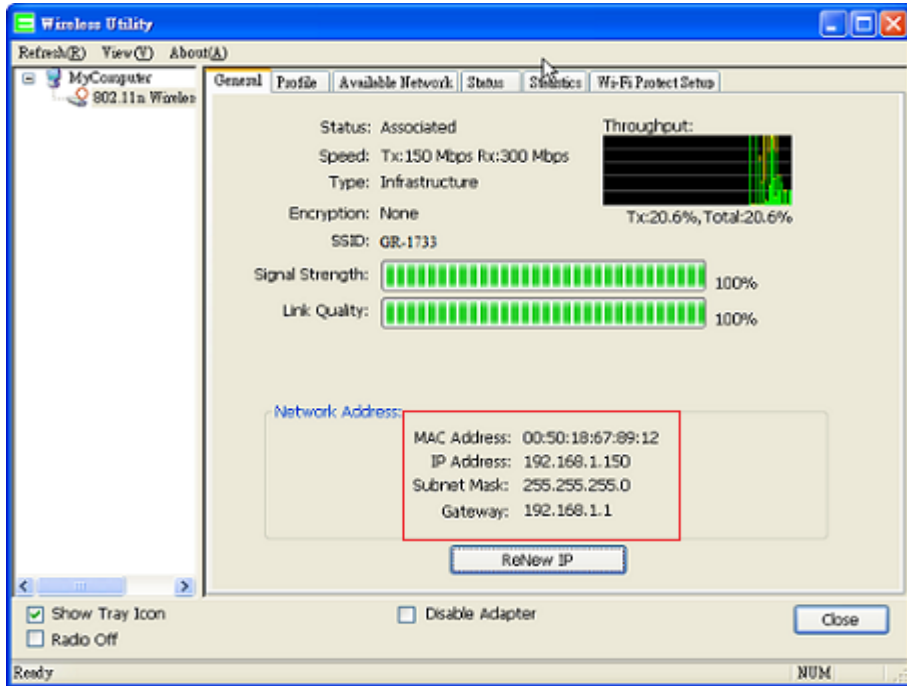 Wireless Utility
Refresh(R) View(V) About(A)
MyComputer
802.11n Wireles
General Profile Available Network Status Statistics Wi-Fi Protect Setup
Status: Associated
Throughput:
Speed: Tx:150 Mbps Rx:300 Mbps
Type: Infrastructure
Encryption: None
Tx:20.6%, Total:20.6%
SSID: GR-1733
Signal Strength: 100%
Link Quality: 100%
Network Address:
MAC Address: 00:50:18:67:89:12
IP Address: 192.168.1.150
Subnet Mask: 255.255.255.0
Gateway: 192.168.1.1
ReNew IP
Show Tray Icon
Disable Adapter
Close
Radio Off
Ready
NUM